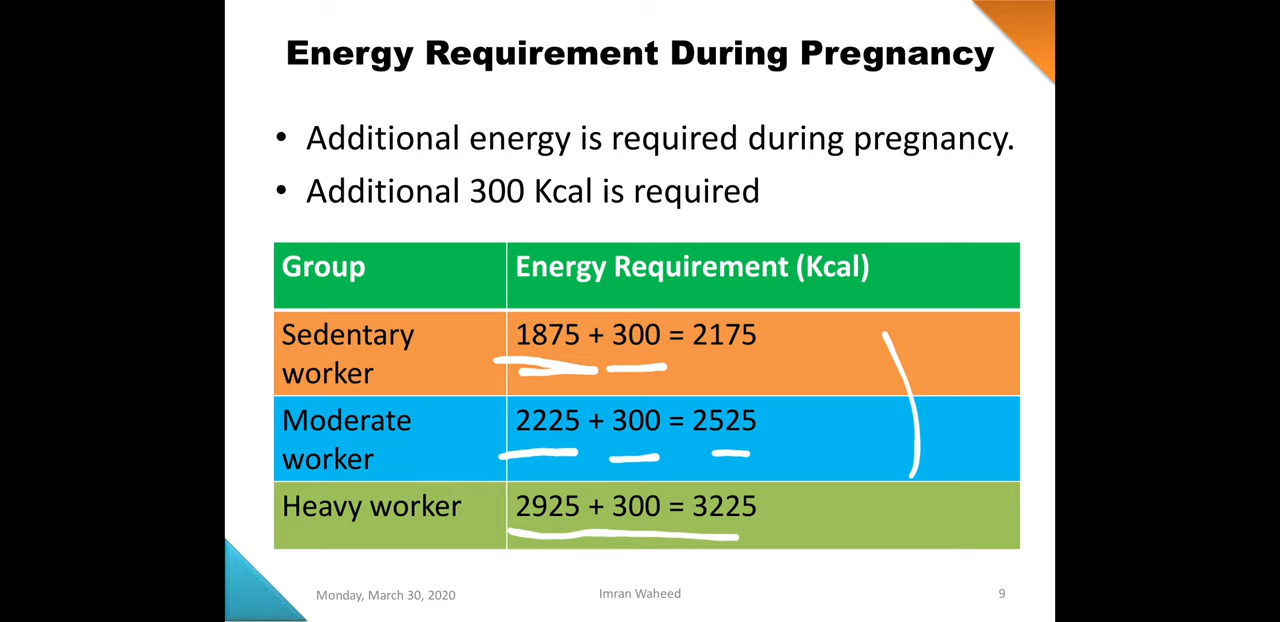 Energy Requirement During Pregnancy
• Additional energy is required during pregnancy.
• Additional 300 Kcal is required
Group Energy Requirement (Kcal)
Sedentary 1875 + 300 = 2175
worker
Moderate 2225 + 300 = 2525
worker
Heavy worker 2925 + 300 = 3225
Monday, March 30, 2020 Imran Waheed 9